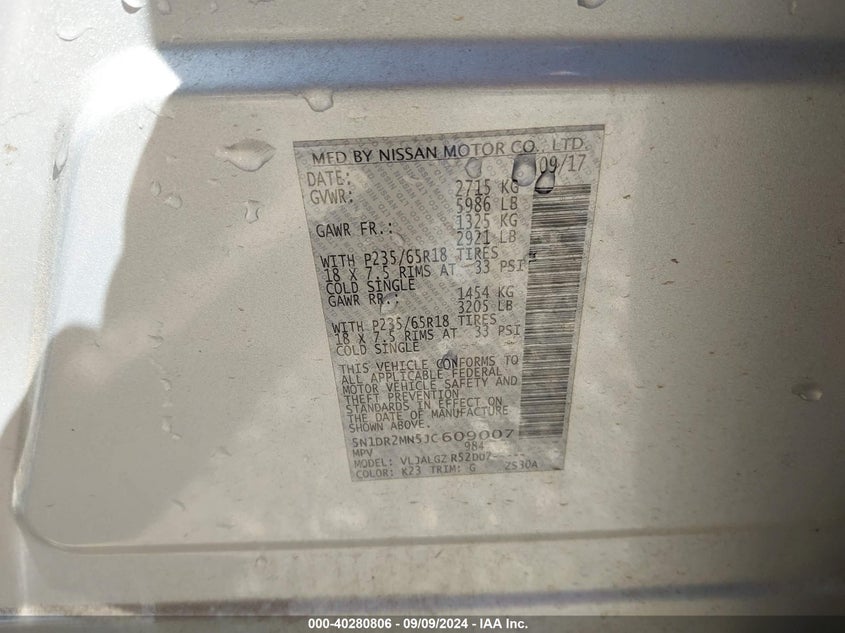 MFD BY NISSAN MOTOR CO., LTD.
DATE: 09/17
GVWR: 2715 KG
5986 LB
GAWR FR.: 1325 KG
2921 LB
WITH P235/65R18 TIRES
18 X 7.5 RIMS AT 33 PSI
COLD SINGLE
GAWR RR.: 1454 KG
3205 LB
WITH P235/65R18 TIRES
18 X 7.5 RIMS AT 33 PSI
COLD SINGLE
THIS VEHICLE CONFORMS TO
ALL APPLICABLE FEDERAL
MOTOR VEHICLE SAFETY AND
THEFT PREVENTION
STANDARDS IN EFFECT ON
THE DATE OF MANUFACTURE
SHOWN ABOVE.
5N1DR2MN5JC609007
MPV 984
MODEL: VLJALGZ R52DUZ----
COLOR: K23 TRIM: G ZS30A
000-40280806 - 09/09/2024 - IAA Inc.